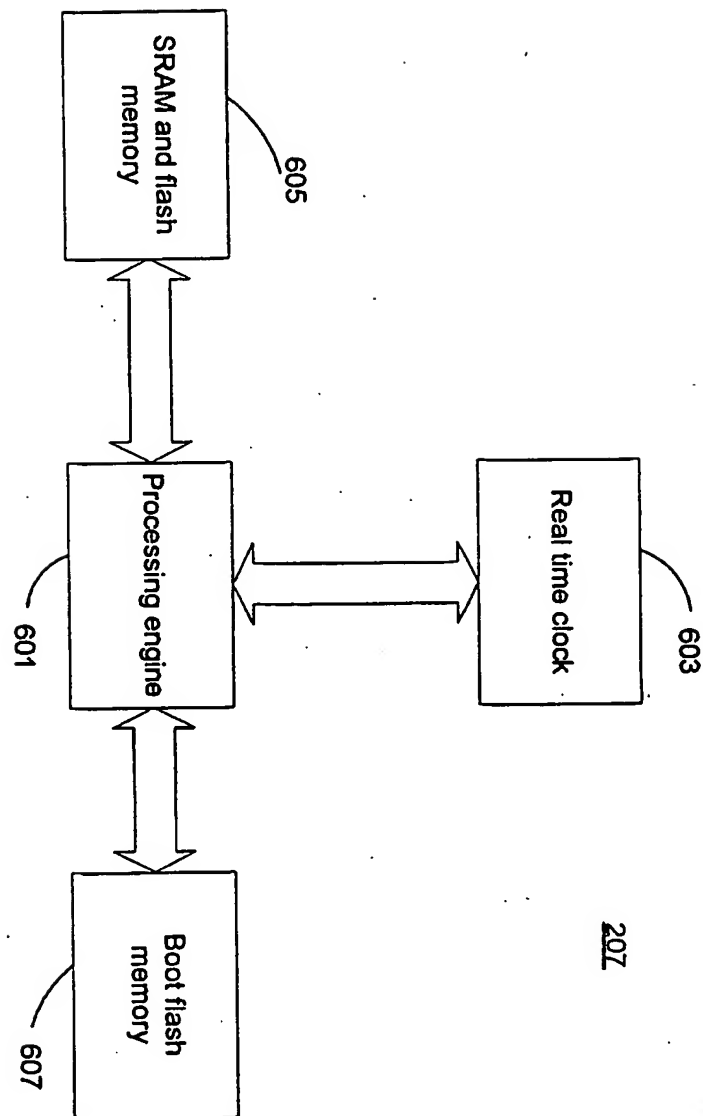 207
603
Real time clock
605
SRAM and flash
memory
Processing engine
601
Boot flash
memory
607